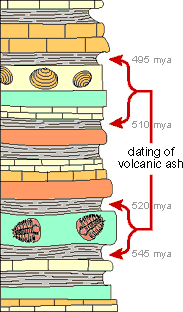 495 mya
510 mya
dating of
volcanic ash
520 mya
545 mya